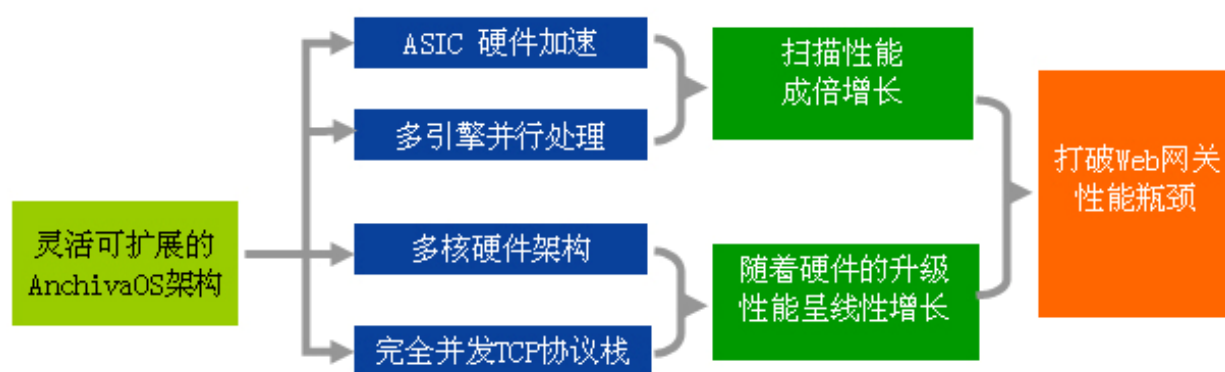 灵活可扩展的
AnchivaOS架构
ASIC 硬件加速
多引擎并行处理
多核硬件架构
完全并发TCP协议栈
扫描性能
成倍增长
随着硬件的升级
性能呈线性增长
打破Web网关
性能瓶颈